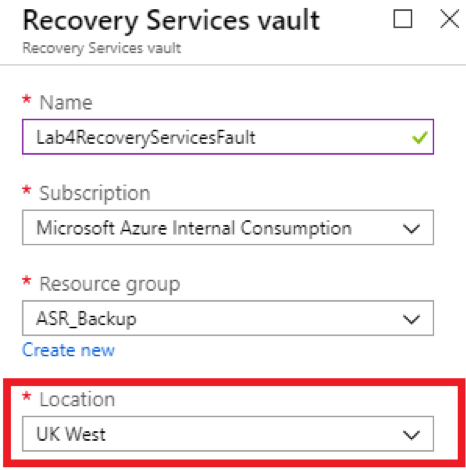 Recovery Services vault
Recovery Services vault
* Name
Lab4RecoveryServicesFault
* Subscription
Microsoft Azure Internal Consumption
* Resource group
ASR_Backup
Create new
* Location
UK West